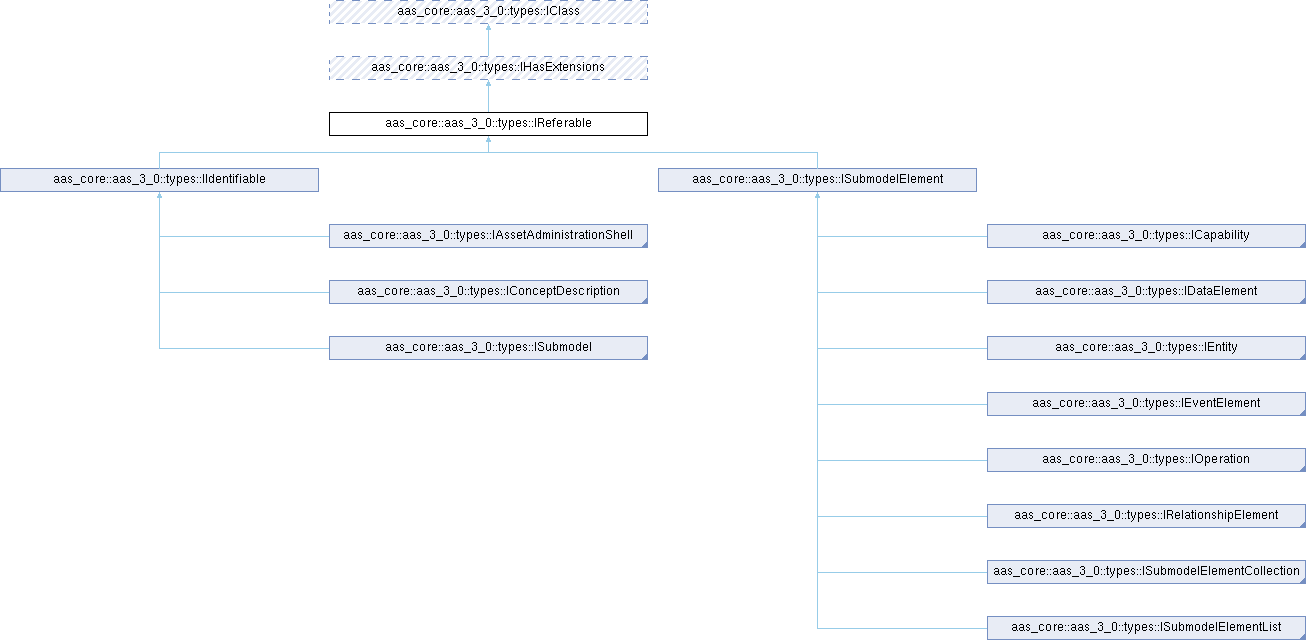 aas_core::aas_3_0::types::IClass
aas_core::aas_3_0::types::IHasExtensions
aas_core::aas_3_0::types::IReferable
aas_core::aas_3_0::types::IIdentifiable
aas_core::aas_3_0::types::ISubmodelElement
aas_core::aas_3_0::types::IAssetAdministrationShell
aas_core::aas_3_0::types::ICapability
aas_core::aas_3_0::types::IConceptDescription
aas_core::aas_3_0::types::IDataElement
aas_core::aas_3_0::types::ISubmodel
aas_core::aas_3_0::types::IEntity
aas_core::aas_3_0::types::IEventElement
aas_core::aas_3_0::types::IOperation
aas_core::aas_3_0::types::IRelationshipElement
aas_core::aas_3_0::types::ISubmodelElementCollection
aas_core::aas_3_0::types::ISubmodelElementList